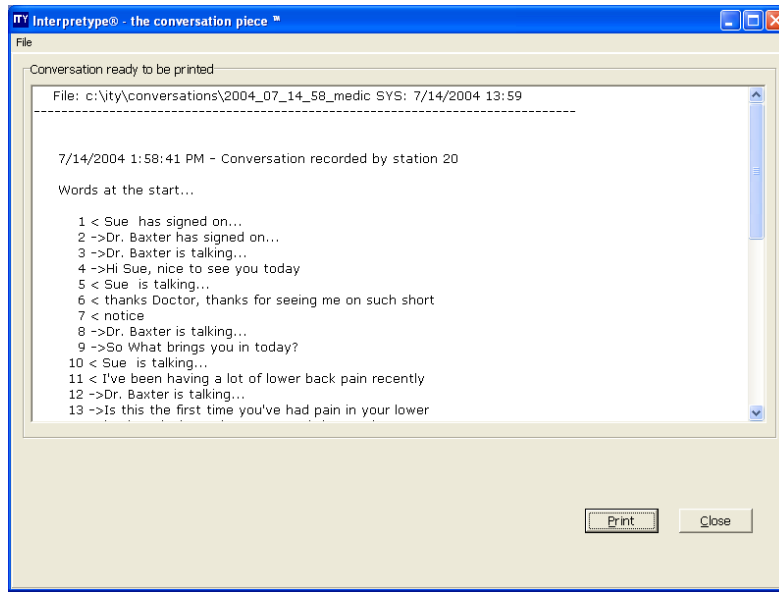 ITY Interpretype® - the conversation piece ™
File
Conversation ready to be printed
File: c:\ity\conversations\2004_07_14_58_medic SYS: 7/14/2004 13:59
--------------------------------------------------------------------------------
7/14/2004 1:58:41 PM - Conversation recorded by station 20
Words at the start...
1 < Sue  has signed on...
2 ->Dr. Baxter has signed on...
3 ->Dr. Baxter is talking...
4 ->Hi Sue, nice to see you today
5 < Sue  is talking...
6 < thanks Doctor, thanks for seeing me on such short
7 < notice
8 ->Dr. Baxter is talking...
9 ->So What brings you in today?
10 < Sue  is talking...
11 < I've been having a lot of lower back pain recently
12 ->Dr. Baxter is talking...
13 ->Is this the first time you've had pain in your lower
Print
Close